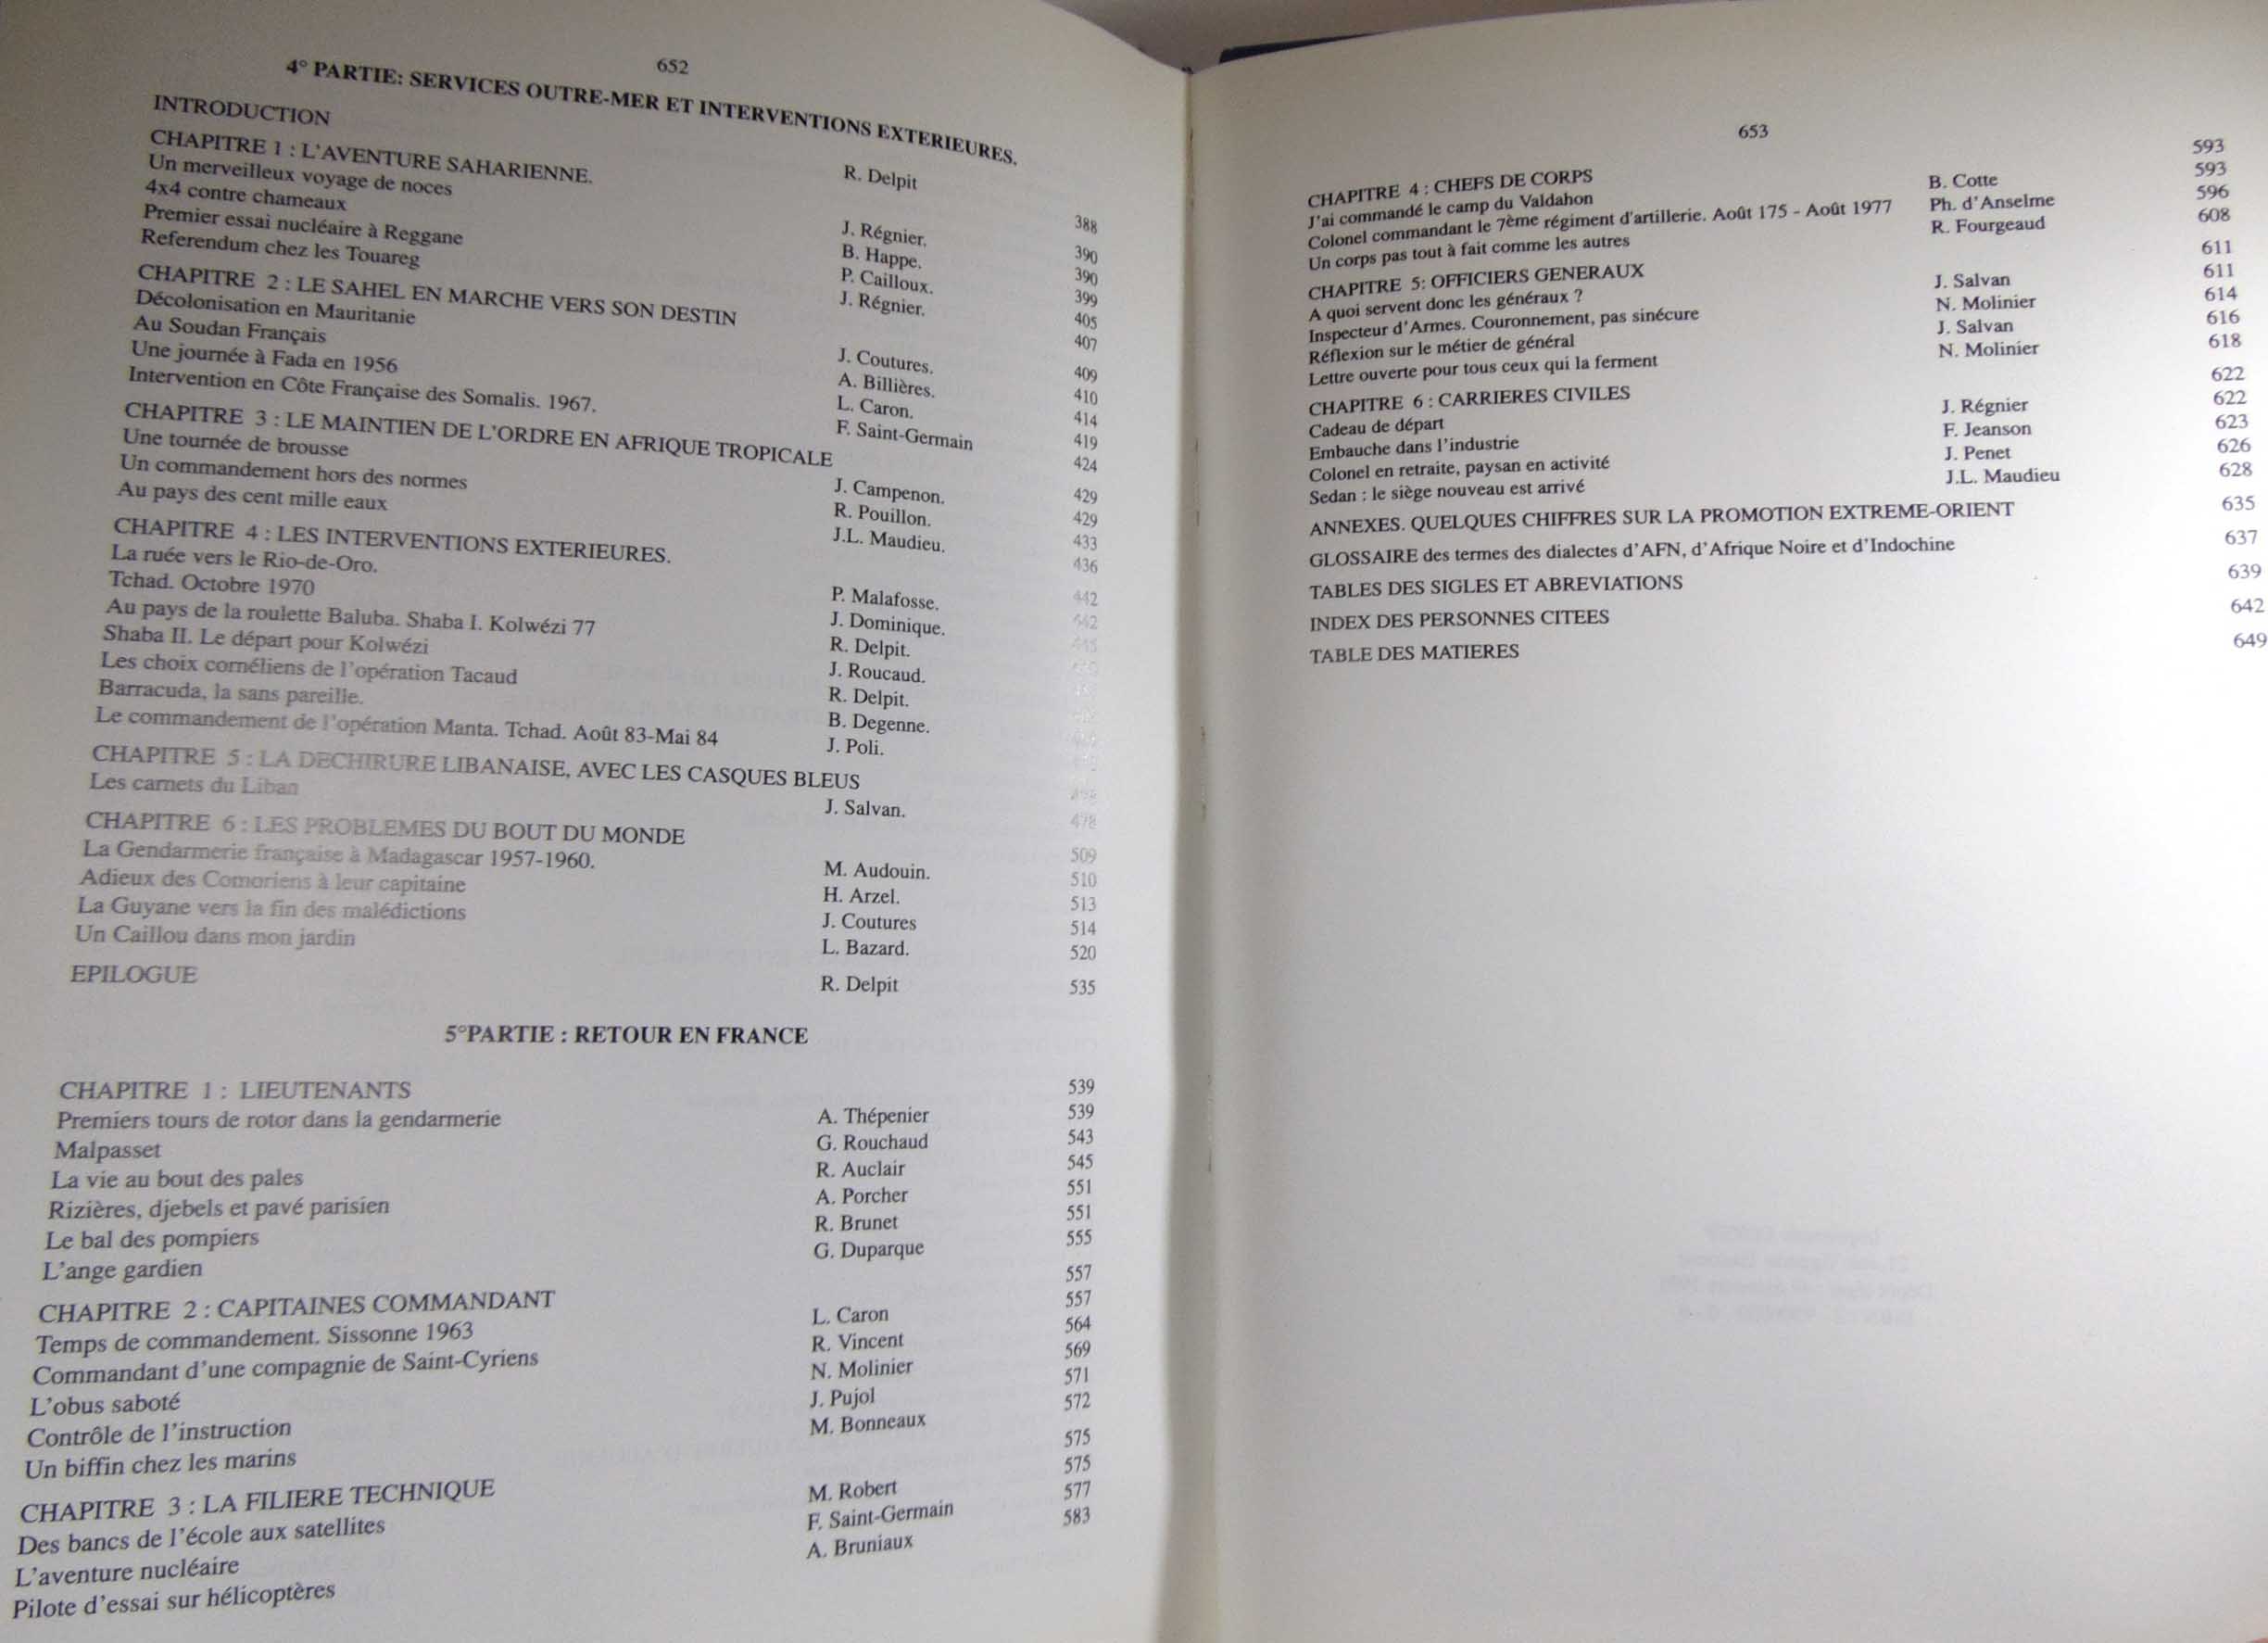 652
4° PARTIE: SERVICES OUTRE-MER ET INTERVENTIONS EXTERIEURES.
INTRODUCTION R. Delpit 388
CHAPITRE 1 : L'AVENTURE SAHARIENNE. 390
Un merveilleux voyage de noces J. Régnier. 390
4x4 contre chameaux B. Happe. 399
Premier essai nucléaire à Reggane P. Cailloux. 405
Referendum chez les Touareg J. Régnier. 407
CHAPITRE 2 : LE SAHEL EN MARCHE VERS SON DESTIN 409
Décolonisation en Mauritanie J. Coutures. 410
Au Soudan Français A. Billières. 414
Une journée à Fada en 1956 L. Caron. 419
Intervention en Côte Française des Somalis. 1967. F. Saint-Germain 424
CHAPITRE 3 : LE MAINTIEN DE L'ORDRE EN AFRIQUE TROPICALE 429
Une tournée de brousse J. Campenon. 429
Un commandement hors des normes R. Pouillon. 433
Au pays des cent mille eaux J.L. Maudieu. 436
CHAPITRE 4 : LES INTERVENTIONS EXTERIEURES. 442
La ruée vers le Rio-de-Oro. P. Malafosse. 442
Tchad. Octobre 1970 J. Dominique.
Au pays de la roulette Baluba. Shaba I. Kolwézi 77 R. Delpit.
Shaba II. Le départ pour Kolwézi J. Roucaud.
Les choix cornéliens de l'opération Tacaud R. Delpit.
Barracuda, la sans pareille. B. Degenne.
Le commandement de l'opération Manta. Tchad. Août 83-Mai 84 J. Poli.
CHAPITRE 5 : LA DECHIRURE LIBANAISE, AVEC LES CASQUES BLEUS
Les carnets du Liban J. Salvan. 478
CHAPITRE 6 : LES PROBLEMES DU BOUT DU MONDE 509
La Gendarmerie française à Madagascar 1957-1960. M. Audouin. 510
Adieux des Comoriens à leur capitaine H. Arzel. 513
La Guyane vers la fin des malédictions J. Coutures 514
Un Caillou dans mon jardin L. Bazard. 520
EPILOGUE R. Delpit 535
5°PARTIE : RETOUR EN FRANCE
CHAPITRE 1 : LIEUTENANTS 539
Premiers tours de rotor dans la gendarmerie A. Thépenier 539
Malpasset G. Rouchaud 543
La vie au bout des pales R. Auclair 545
Rizières, djebels et pavé parisien A. Porcher 551
Le bal des pompiers R. Brunet 551
L'ange gardien G. Duparque 555
CHAPITRE 2 : CAPITAINES COMMANDANT 557
Temps de commandement. Sissonne 1963 L. Caron 557
Commandant d'une compagnie de Saint-Cyriens R. Vincent 564
L'obus saboté N. Molinier 569
Contrôle de l'instruction J. Pujol 571
Un biffin chez les marins M. Bonneaux 572
CHAPITRE 3 : LA FILIERE TECHNIQUE 575
Des bancs de l'école aux satellites M. Robert 575
L'aventure nucléaire F. Saint-Germain 577
Pilote d'essai sur hélicoptères A. Bruniaux 583
653
CHAPITRE 4 : CHEFS DE CORPS 593
J'ai commandé le camp du Valdahon B. Cotte 593
Colonel commandant le 7ème régiment d'artillerie. Août 175 - Août 1977 Ph. d'Anselme 596
Un corps pas tout à fait comme les autres R. Fourgeaud 608
CHAPITRE 5: OFFICIERS GENERAUX 611
A quoi servent donc les généraux ? J. Salvan 611
Inspecteur d'Armes. Couronnement, pas sinécure N. Molinier 614
Réflexion sur le métier de général J. Salvan 616
Lettre ouverte pour tous ceux qui la ferment N. Molinier 618
CHAPITRE 6 : CARRIERES CIVILES 622
Cadeau de départ J. Régnier 622
Embauche dans l'industrie F. Jeanson 623
Colonel en retraite, paysan en activité J. Penet 626
Sedan : le siège nouveau est arrivé J.L. Maudieu 628
ANNEXES. QUELQUES CHIFFRES SUR LA PROMOTION EXTREME-ORIENT 635
GLOSSAIRE des termes des dialectes d'AFN, d'Afrique Noire et d'Indochine 637
TABLES DES SIGLES ET ABREVIATIONS 639
INDEX DES PERSONNES CITEES 642
TABLE DES MATIERES 649